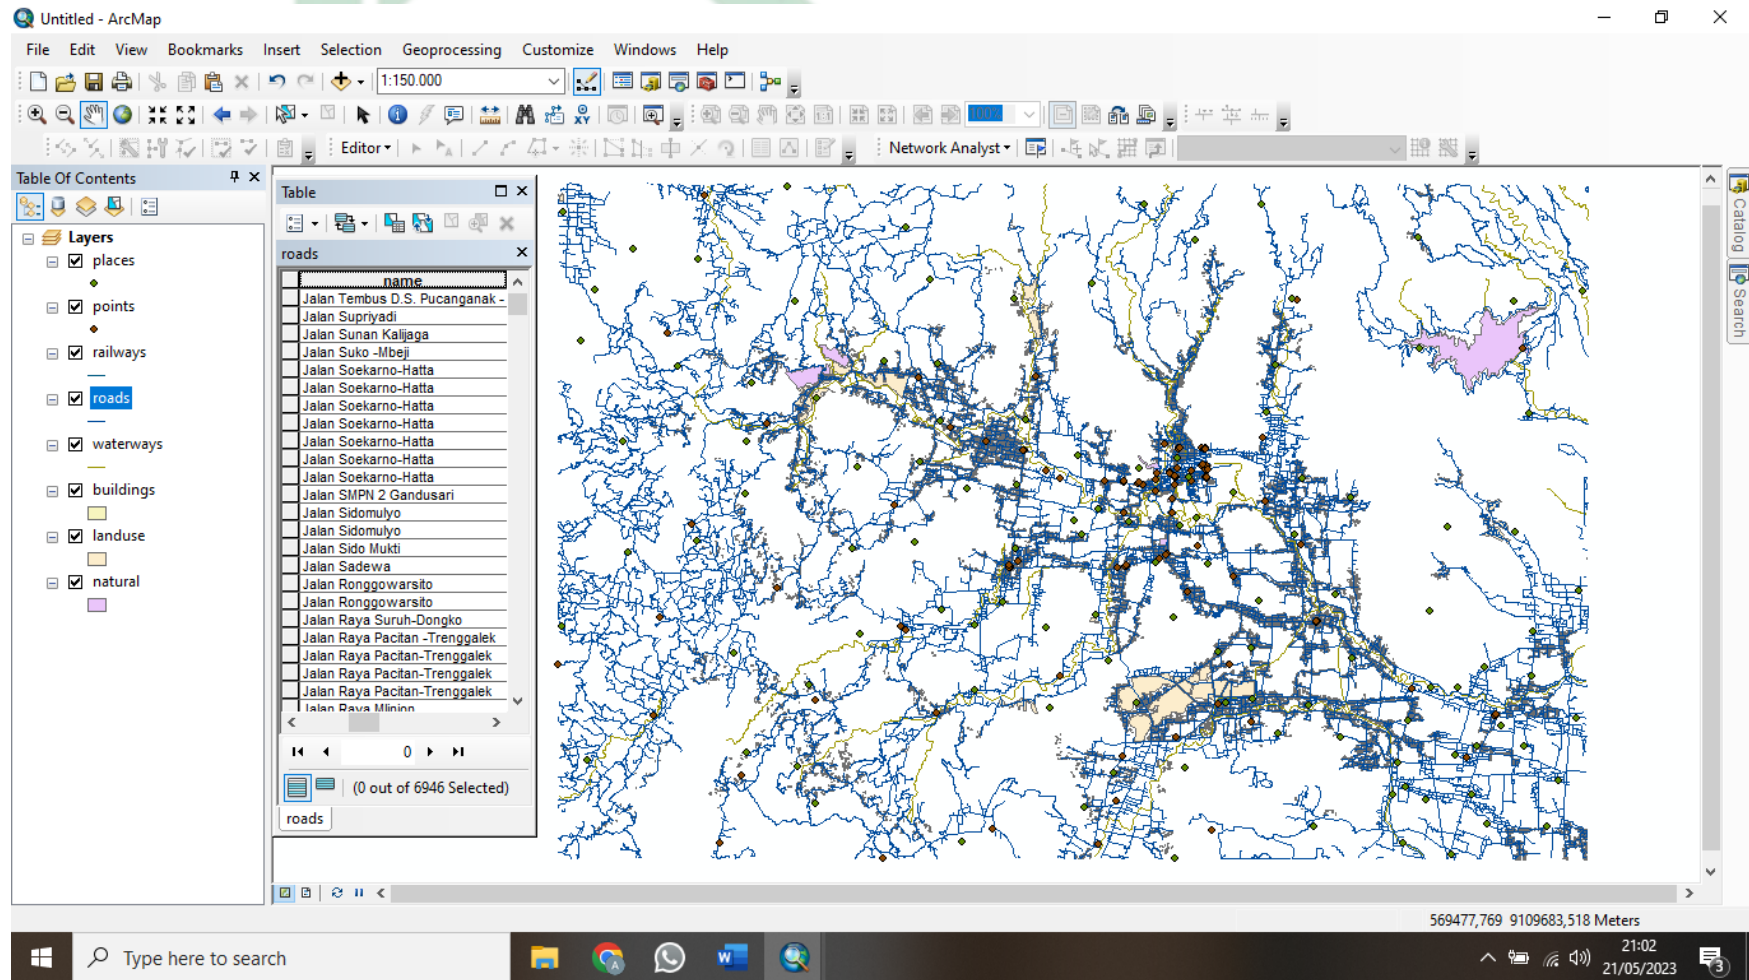 Untitled - ArcMap
File Edit View Bookmarks Insert Selection Geoprocessing Customize Windows Help
1:150.000
100%
Editor
Network Analyst
Table Of Contents
Layers
places
points
railways
roads
waterways
buildings
landuse
natural
Table
roads
name
Jalan Tembus D.S. Pucanganak -
Jalan Supriyadi
Jalan Sunan Kalijaga
Jalan Suko -Mbeji
Jalan Soekarno-Hatta
Jalan Soekarno-Hatta
Jalan Soekarno-Hatta
Jalan Soekarno-Hatta
Jalan Soekarno-Hatta
Jalan Soekarno-Hatta
Jalan Soekarno-Hatta
Jalan SMPN 2 Gandusari
Jalan Sidomulyo
Jalan Sidomulyo
Jalan Sido Mukti
Jalan Sadewa
Jalan Ronggowarsito
Jalan Ronggowarsito
Jalan Raya Suruh-Dongko
Jalan Raya Pacitan -Trenggalek
Jalan Raya Pacitan-Trenggalek
Jalan Raya Pacitan-Trenggalek
Jalan Raya Pacitan-Trenggalek
Jalan Raya Mlinjon
0
(0 out of 6946 Selected)
roads
Catalog
Search
569477,769 9109683,518 Meters
Type here to search
21:02
21/05/2023
3